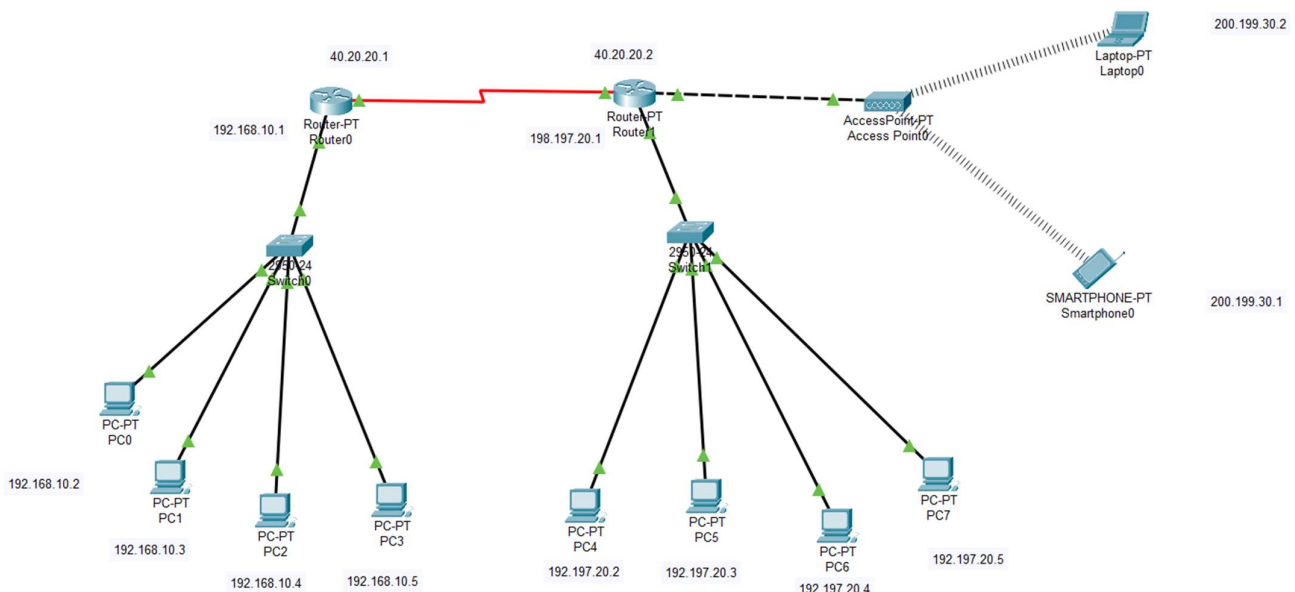 200.199.30.2
Laptop-PT
Laptop0
40.20.20.1
40.20.20.2
Router-PT
Router0
192.168.10.1
Router-PT
Router1
198.197.20.1
AccessPoint-PT
Access Point0
2950-24
Switch0
2950-24
Switch1
SMARTPHONE-PT
Smartphone0
200.199.30.1
PC-PT
PC0
192.168.10.2
PC-PT
PC1
192.168.10.3
PC-PT
PC2
192.168.10.4
PC-PT
PC3
192.168.10.5
PC-PT
PC4
192.197.20.2
PC-PT
PC5
192.197.20.3
PC-PT
PC6
192.197.20.4
PC-PT
PC7
192.197.20.5